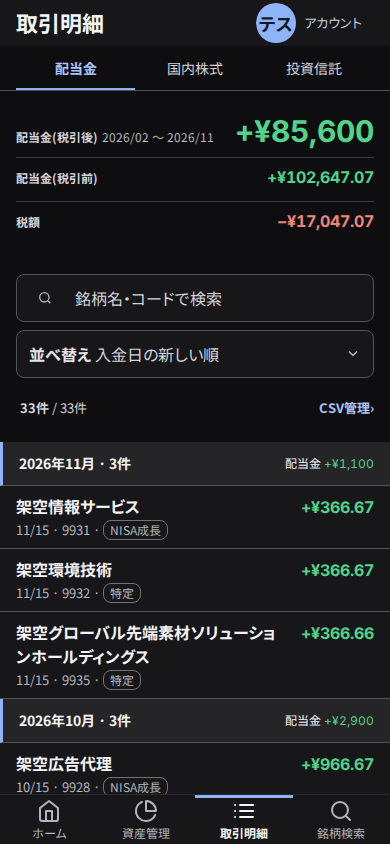 取引明細
テス アカウント
配当金 国内株式 投資信託
配当金(税引後) 2026/02 〜 2026/11 +¥85,600
配当金(税引前) +¥102,647.07
税額 −¥17,047.07
銘柄名・コードで検索
並べ替え 入金日の新しい順
33件 / 33件 CSV管理›
2026年11月・3件 配当金 +¥1,100
架空情報サービス +¥366.67
11/15・9931・NISA成長
架空環境技術 +¥366.67
11/15・9932・特定
架空グローバル先端素材ソリューショ +¥366.66
ンホールディングス
11/15・9935・特定
2026年10月・3件 配当金 +¥2,900
架空広告代理 +¥966.67
10/15・9928・NISA成長
ホーム 資産管理 取引明細 銘柄検索